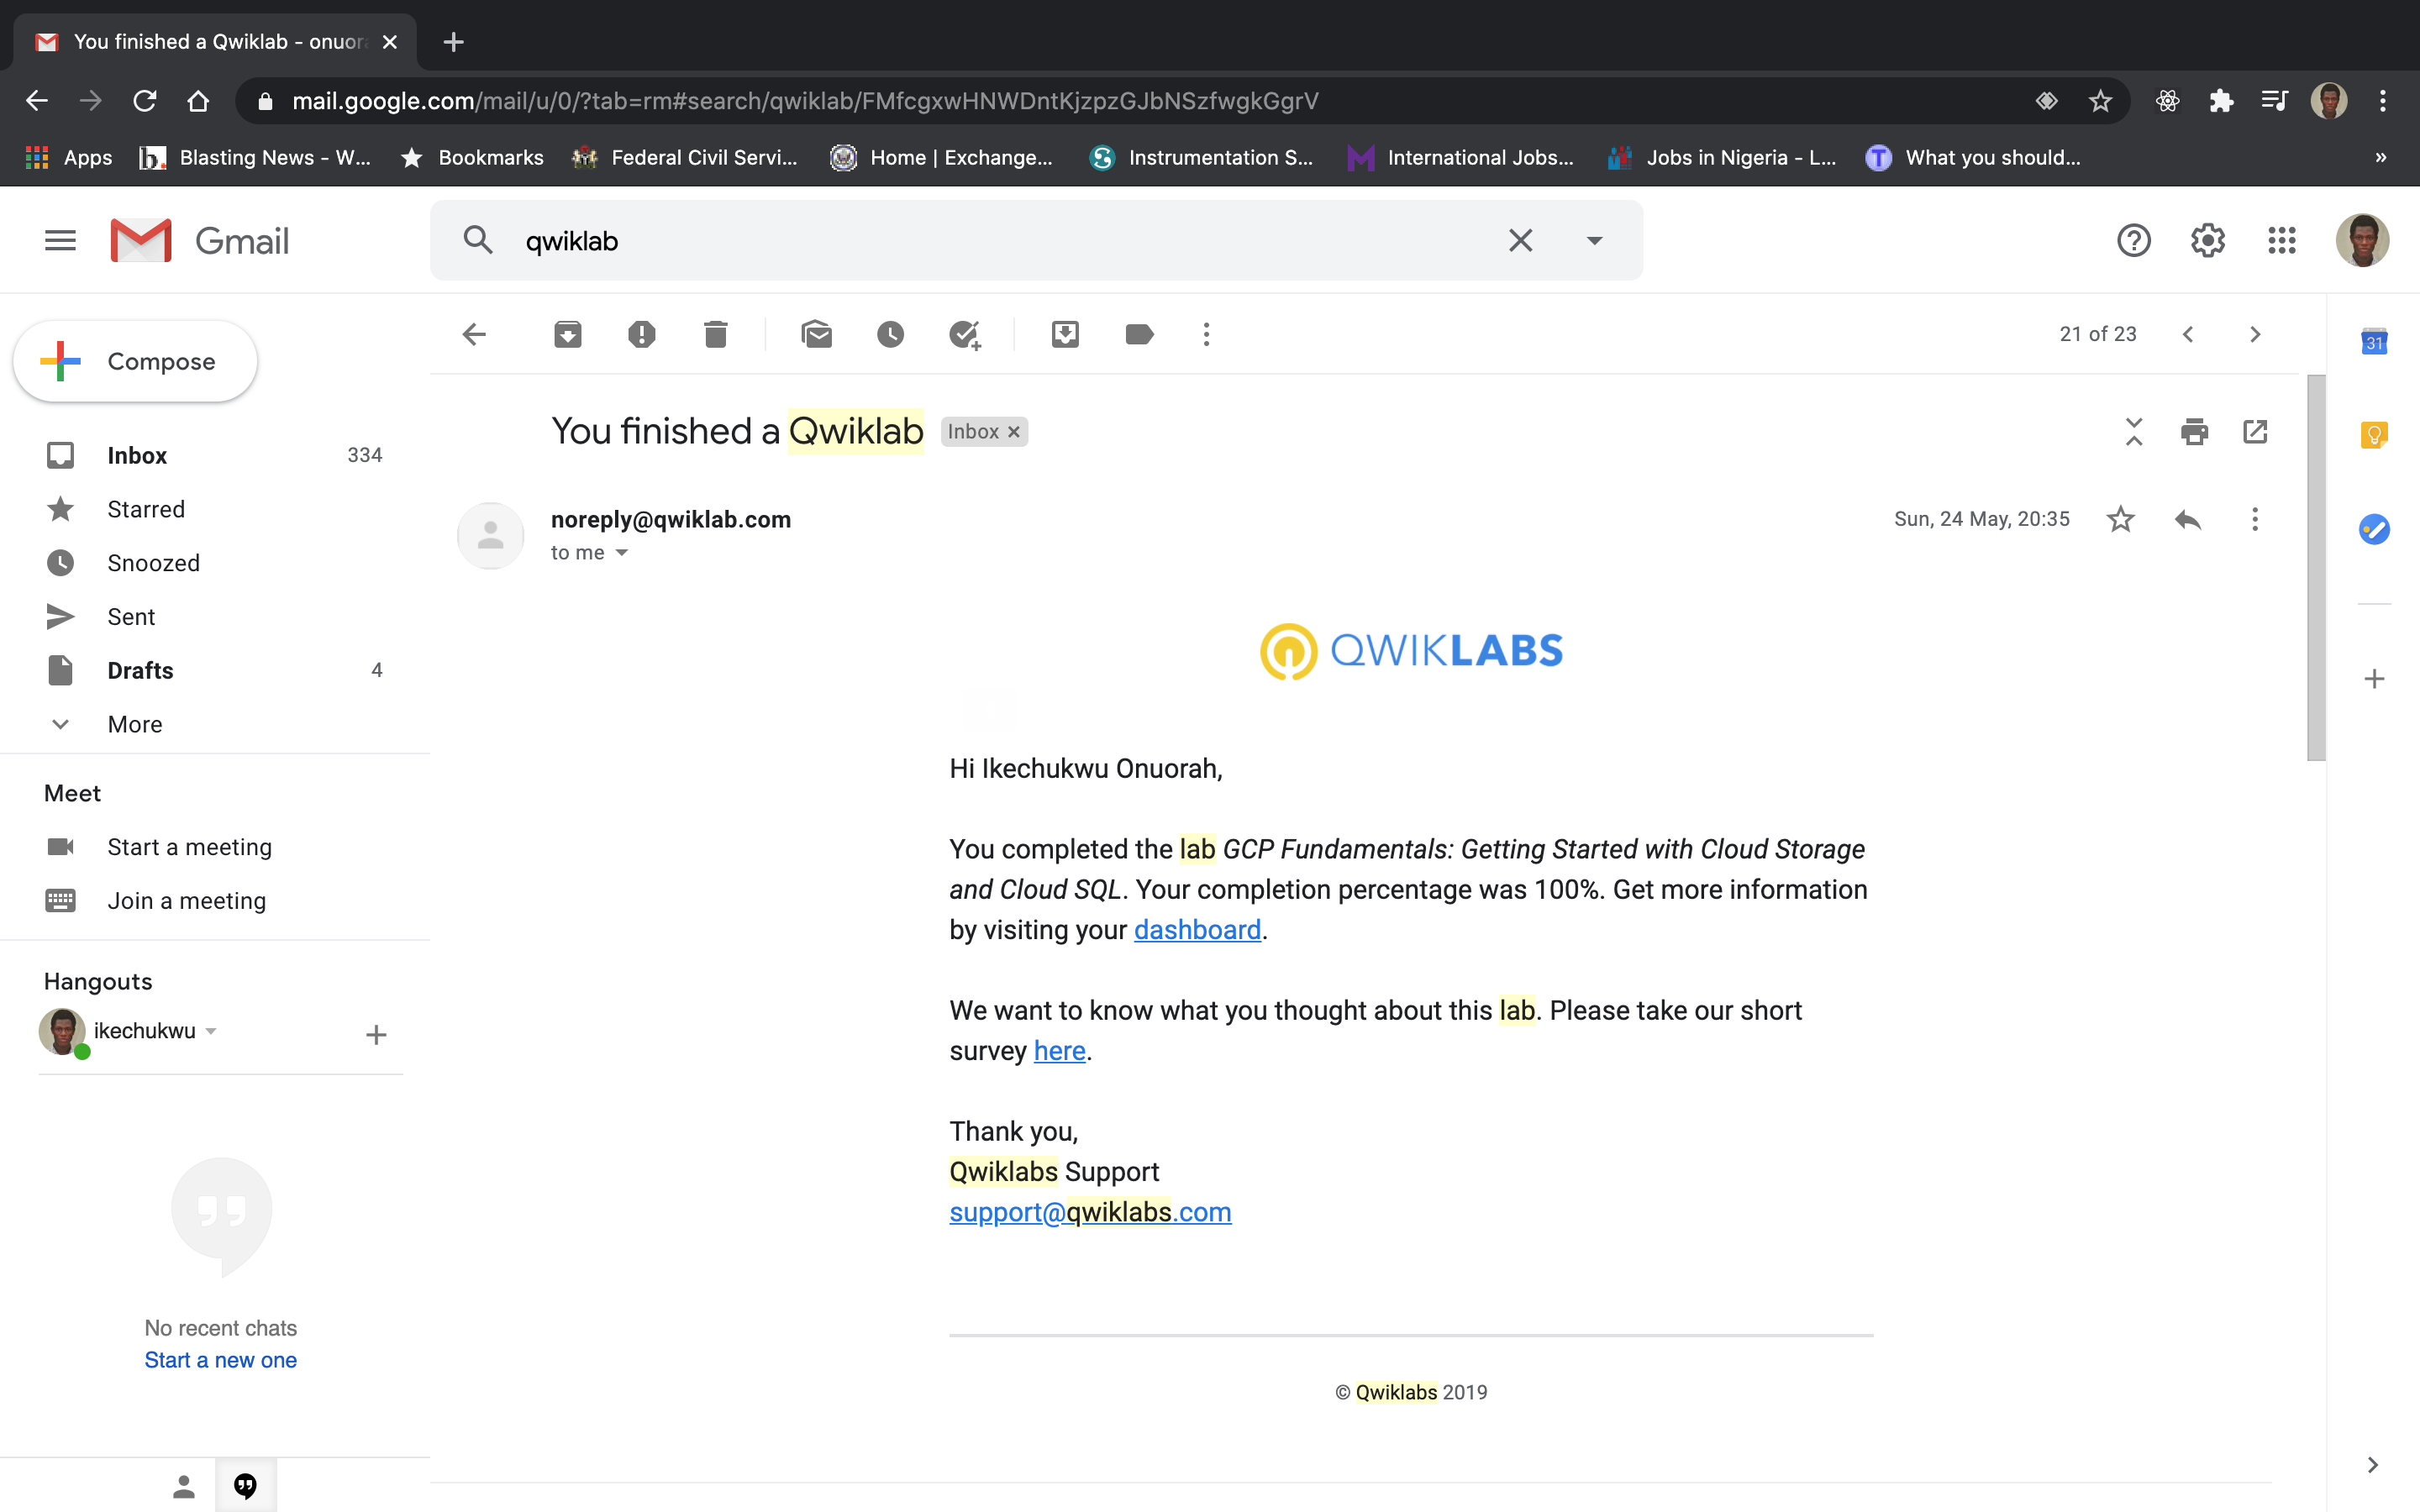 You finished a Qwiklab - onuor
mail.google.com/mail/u/0/?tab=rm#search/qwiklab/FMfcgxwHNWDntKjzpzGJbNSzfwgkGgrV
Apps
Blasting News - W...
Bookmarks
Federal Civil Servi...
Home | Exchange...
Instrumentation S...
International Jobs...
Jobs in Nigeria - L...
What you should...
»
Gmail
qwiklab
Compose
21 of 23
31
Inbox 334
Starred
Snoozed
Sent
Drafts 4
More
Meet
Start a meeting
Join a meeting
Hangouts
ikechukwu
No recent chats
Start a new one
You finished a Qwiklab
Inbox
noreply@qwiklab.com
Sun, 24 May, 20:35
to me
QWIKLABS
Hi Ikechukwu Onuorah,
You completed the lab GCP Fundamentals: Getting Started with Cloud Storage
and Cloud SQL. Your completion percentage was 100%. Get more information
by visiting your dashboard.
We want to know what you thought about this lab. Please take our short
survey here.
Thank you,
Qwiklabs Support
support@qwiklabs.com
© Qwiklabs 2019